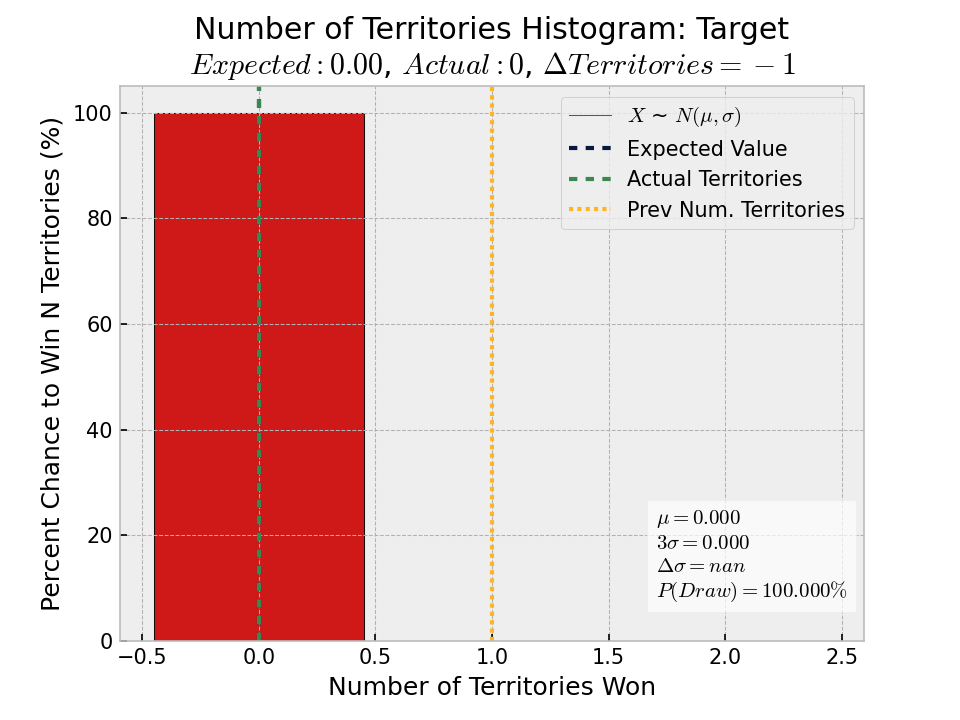 Number of Territories Histogram: Target
Expected : 0.00, Actual : 0, ΔTerritories = −1
Percent Chance to Win N Territories (%)
100
80
60
40
20
0
X ~ N(μ, σ)
Expected Value
Actual Territories
Prev Num. Territories
μ = 0.000
3σ = 0.000
Δσ = nan
P(Draw) = 100.000%
−0.5 0.0 0.5 1.0 1.5 2.0 2.5
Number of Territories Won